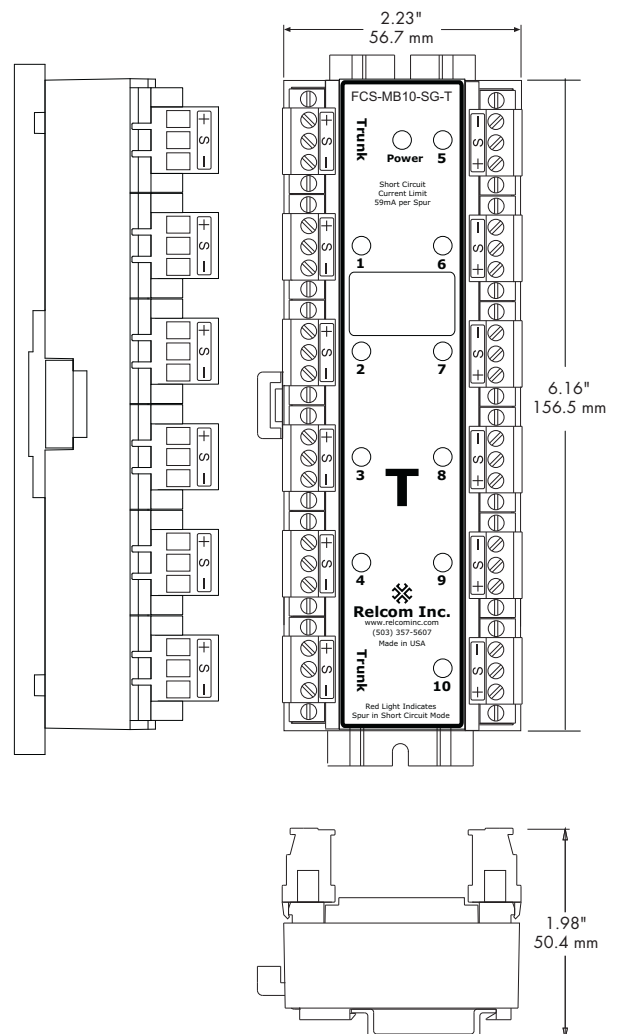 2.23"
56.7 mm
FCS-MB10-SG-T
Trunk
Power
5
Short Circuit
Current Limit
59mA per Spur
1
6
2
7
3
8
T
4
9
Relcom Inc.
www.relcominc.com
(503) 357-5607
Made in USA
Trunk
10
Red Light Indicates
Spur in Short Circuit Mode
+ S −
+ S −
+ S −
+ S −
+ S −
+ S −
+ S −
+ S −
+ S −
+ S −
+ S −
+ S −
− S +
− S +
− S +
− S +
− S +
− S +
6.16"
156.5 mm
1.98"
50.4 mm